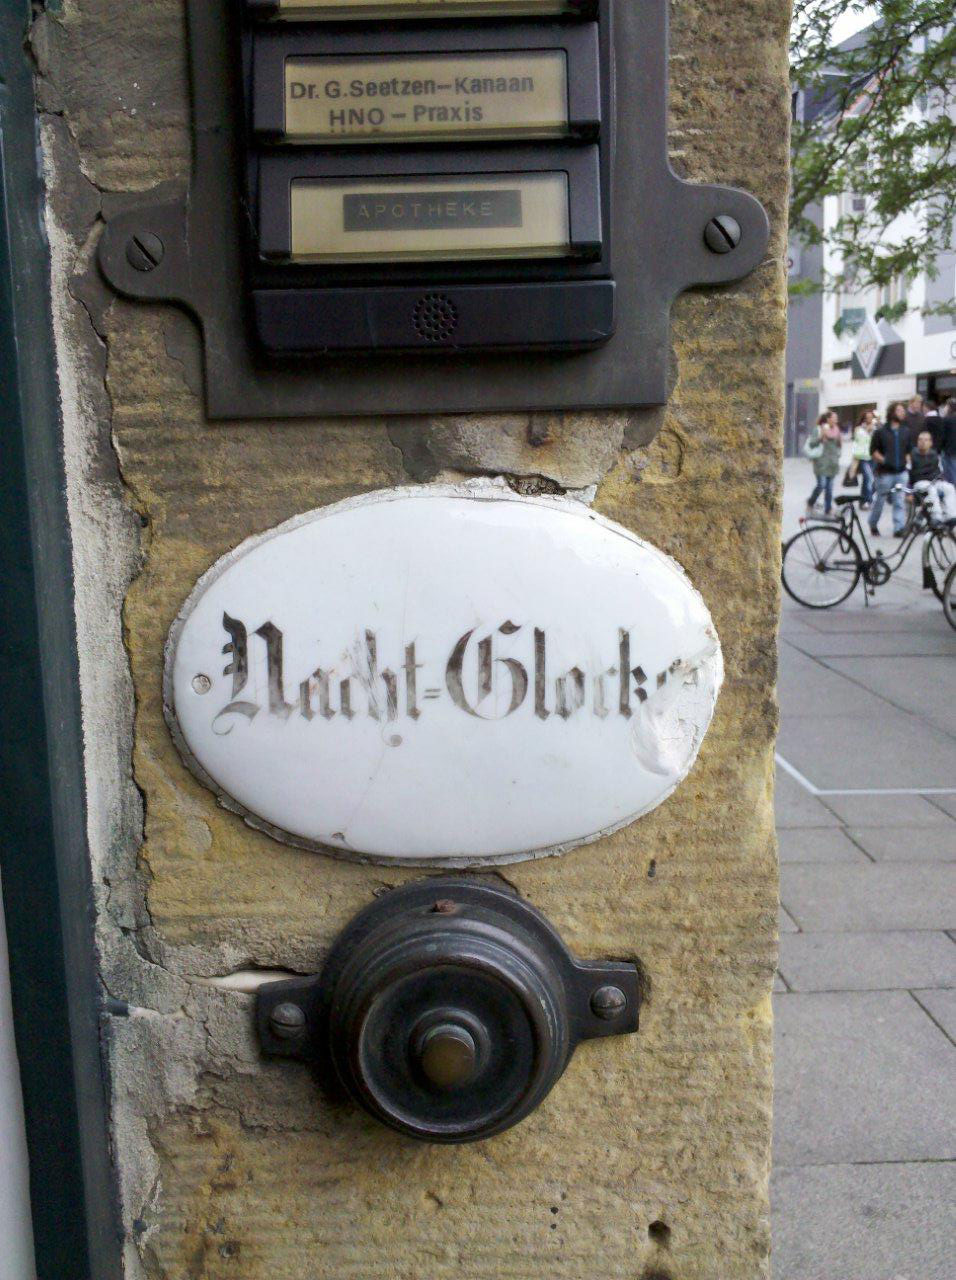 Dr. G. Seetzen-Kanaan
HNO - Praxis
APOTHEKE
Nacht=Glocke